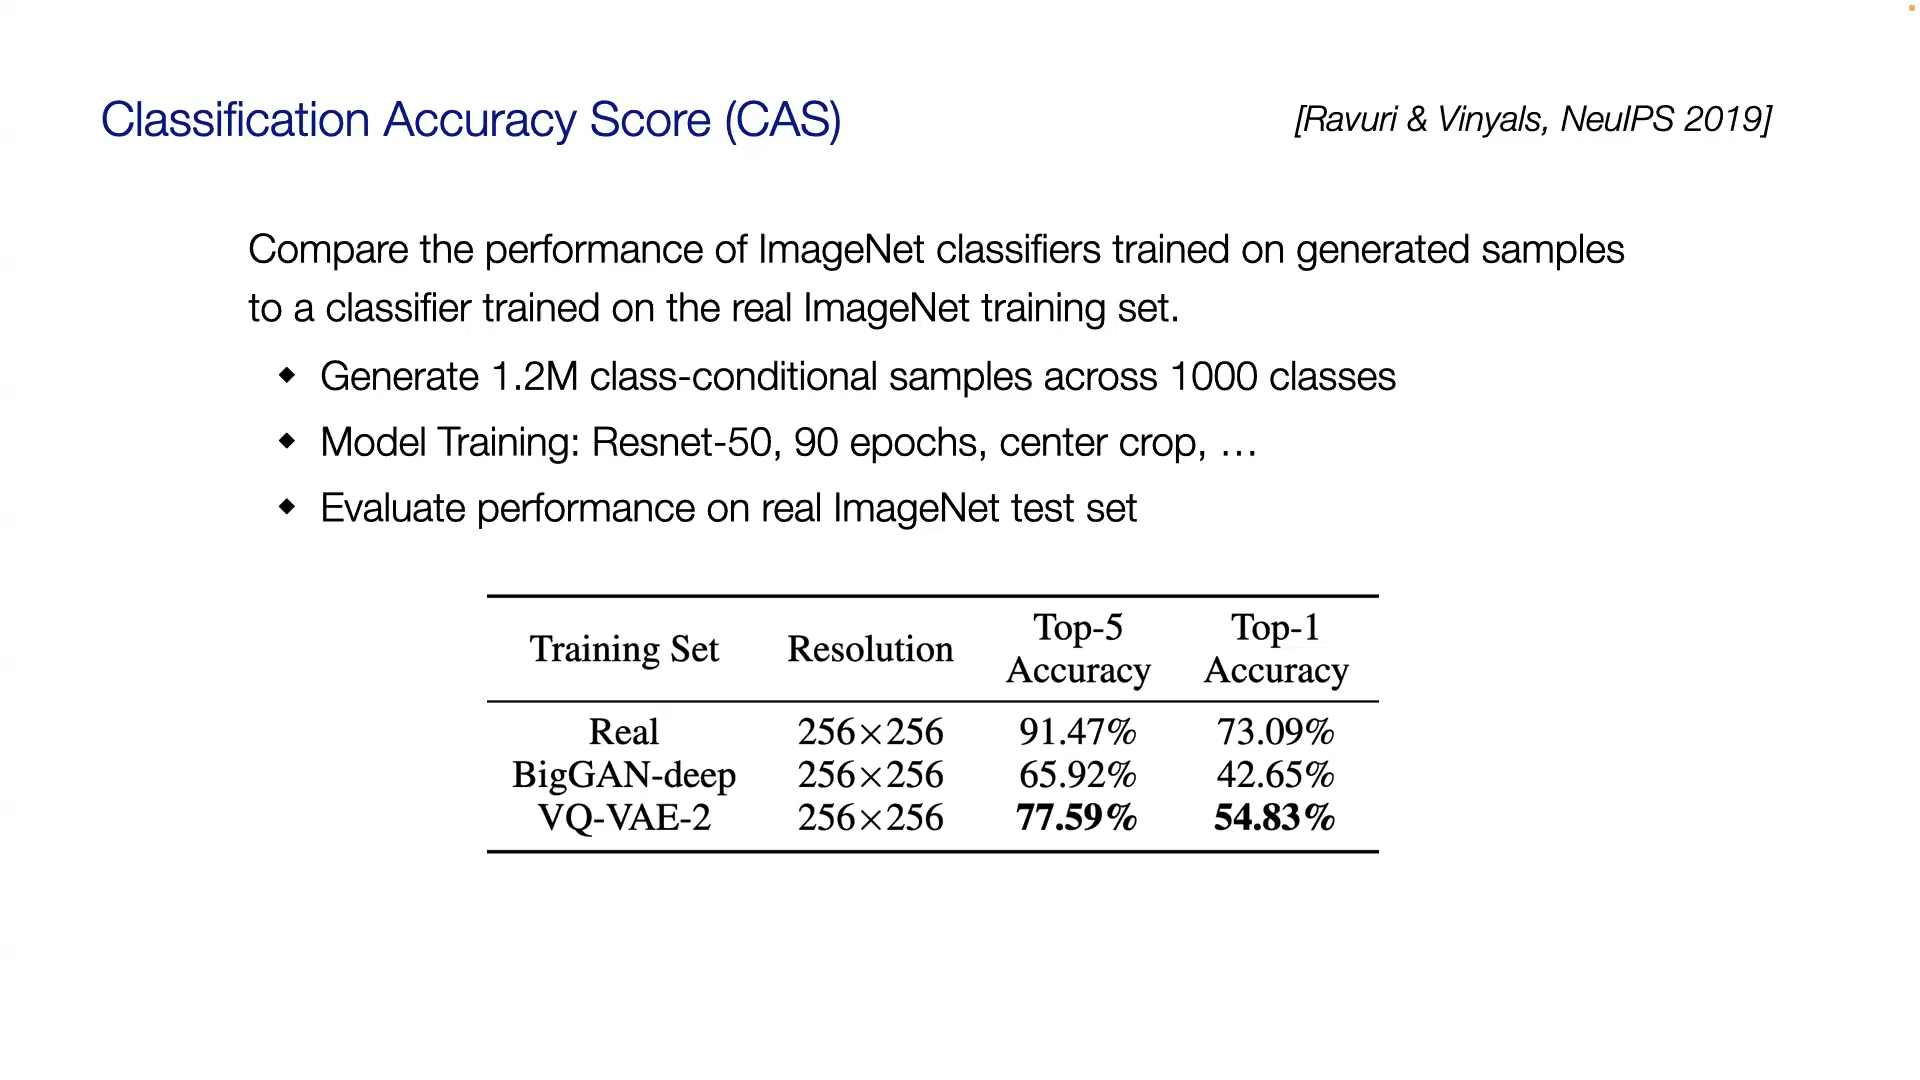 Classification Accuracy Score (CAS)
[Ravuri & Vinyals, NeuIPS 2019]
Compare the performance of ImageNet classifiers trained on generated samples
to a classifier trained on the real ImageNet training set.
◆ Generate 1.2M class-conditional samples across 1000 classes
◆ Model Training: Resnet-50, 90 epochs, center crop, …
◆ Evaluate performance on real ImageNet test set
Training Set Resolution Top-5 Accuracy Top-1 Accuracy
Real 256×256 91.47% 73.09%
BigGAN-deep 256×256 65.92% 42.65%
VQ-VAE-2 256×256 77.59% 54.83%